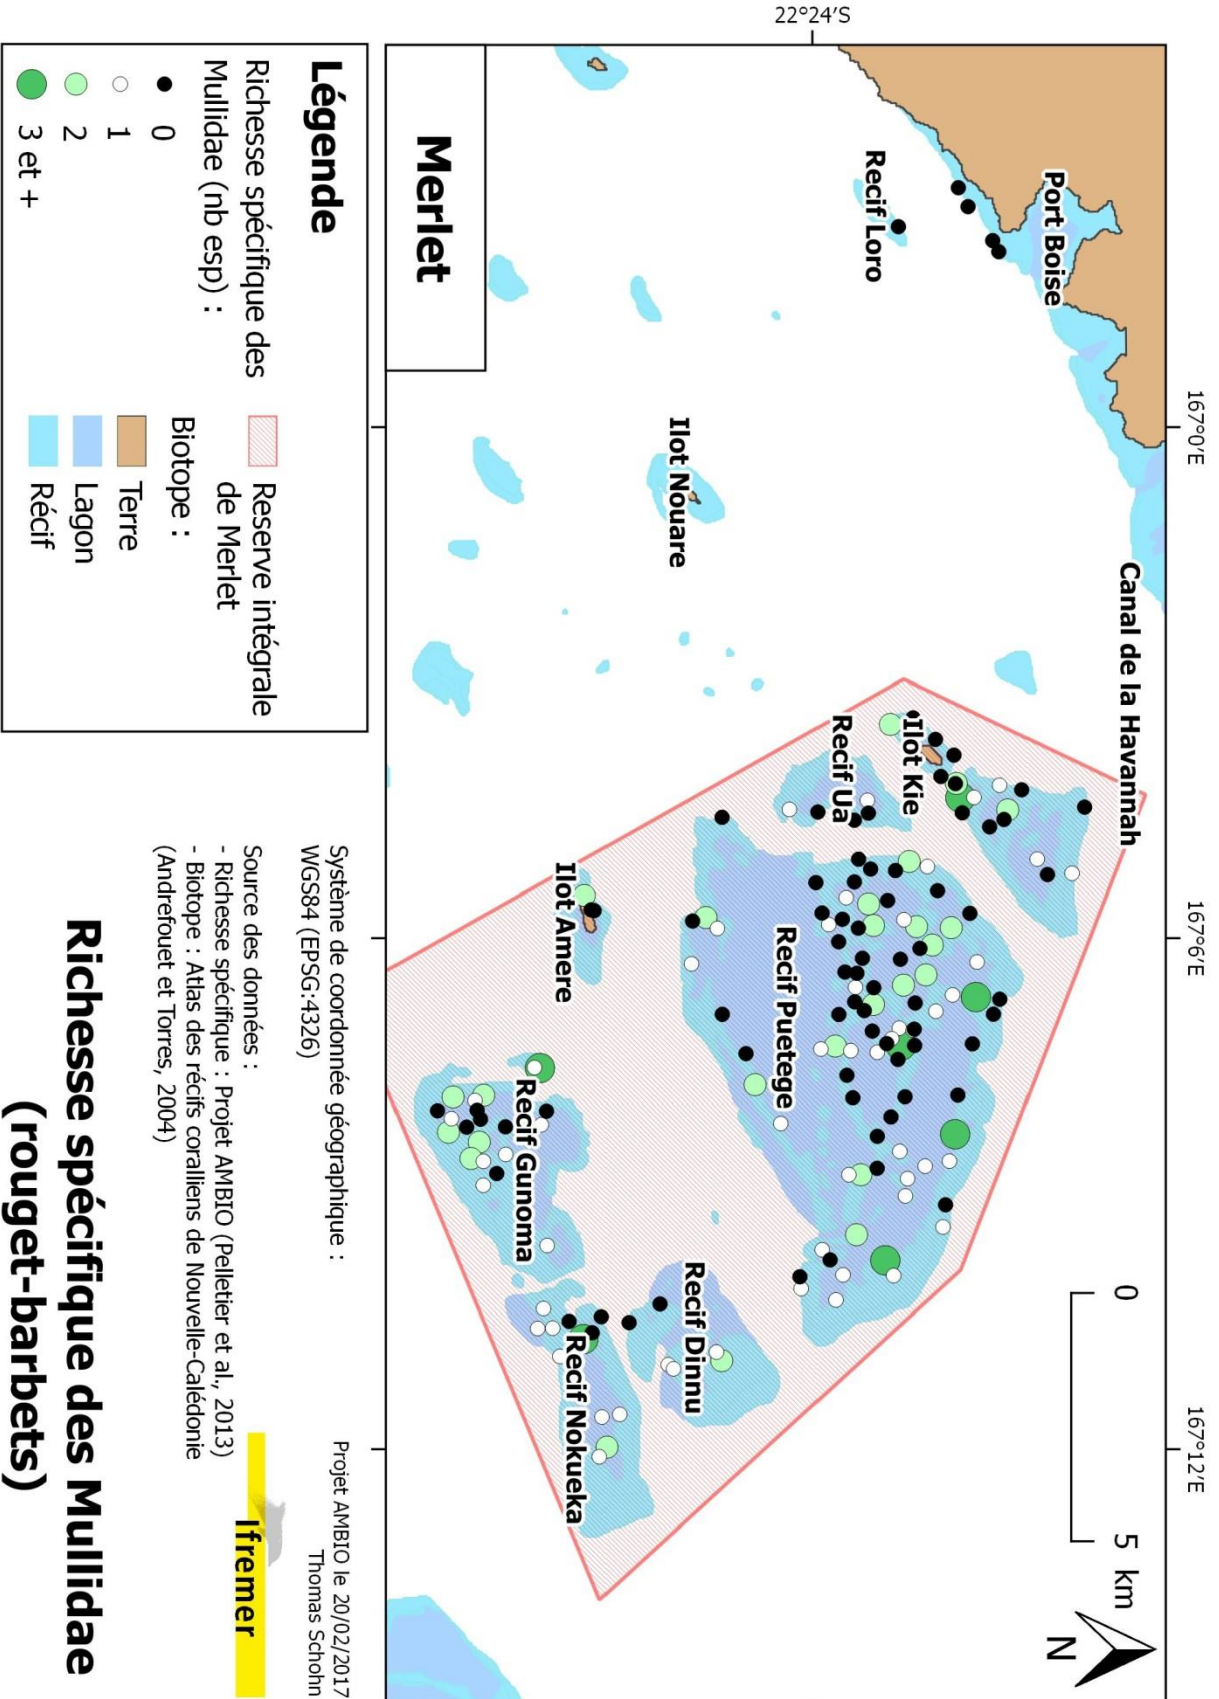 167°0'E
167°6'E
167°12'E
22°24'S
Canal de la Havannah
Port Boise
Recif Loro
Ilot Nouare
Ilot Kie
Recif Ua
Recif Puetege
Ilot Amere
Recif Gunoma
Recif Dinnu
Recif Nokueka
0 5 km
N
Merlet
Légende
Richesse spécifique des
Mullidae (nb esp) :
0
1
2
3 et +
Reserve intégrale
de Merlet
Biotope :
Terre
Lagon
Récif
Système de coordonnée géographique :
WGS84 (EPSG:4326)
Source des données :
- Richesse spécifique : Projet AMBIO (Pelletier et al., 2013)
- Biotope : Atlas des récifs coralliens de Nouvelle-Calédonie
(Andrefouet et Torres, 2004)
Projet AMBIO le 20/02/2017
Thomas Schohn
Ifremer
Richesse spécifique des Mullidae
(rouget-barbets)